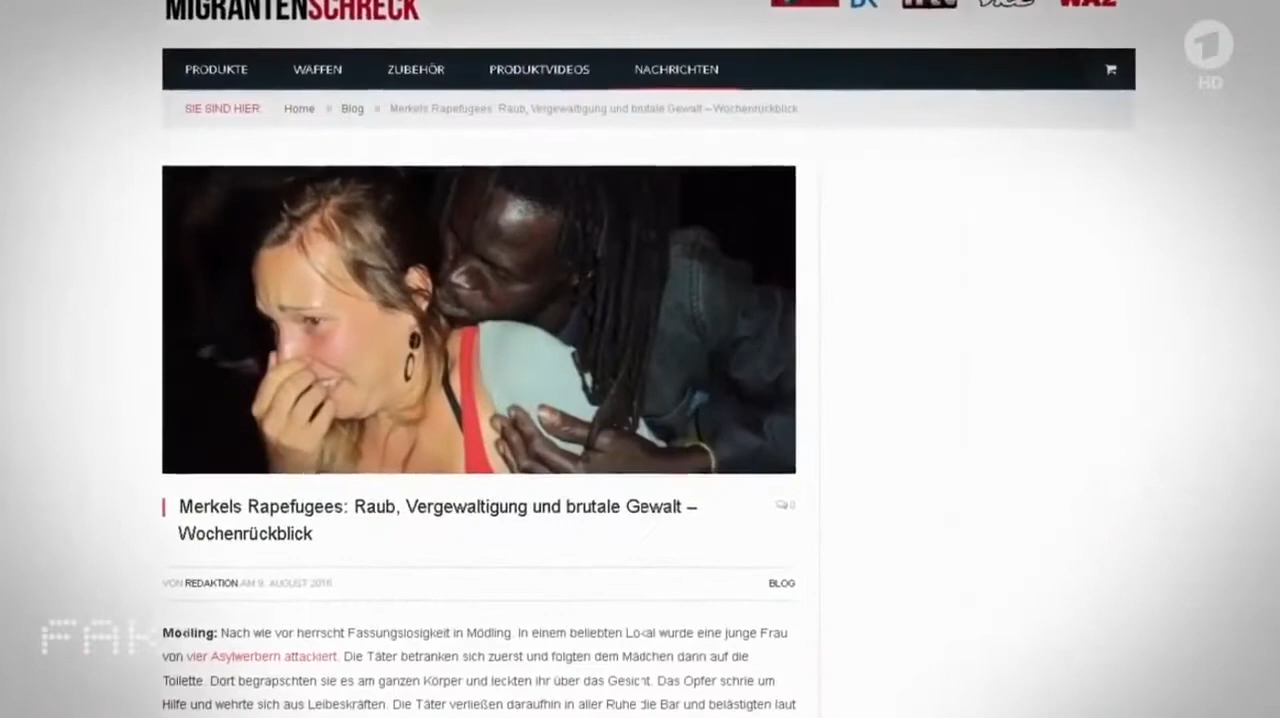 MIGRANTENSCHRECK
VICE WAZ
1
HD
PRODUKTE WAFFEN ZUBEHÖR PRODUKTVIDEOS NACHRICHTEN
SIE SIND HIER: Home » Blog » Merkels Rapefugees: Raub, Vergewaltigung und brutale Gewalt – Wochenrückblick
Merkels Rapefugees: Raub, Vergewaltigung und brutale Gewalt –
Wochenrückblick
0
VON REDAKTION AM 9. AUGUST 2016
BLOG
FAK
Mödling: Nach wie vor herrscht Fassungslosigkeit in Mödling. In einem beliebten Lokal wurde eine junge Frau
von vier Asylwerbern attackiert. Die Täter betranken sich zuerst und folgten dem Mädchen dann auf die
Toilette. Dort begrapschten sie es am ganzen Körper und leckten ihr über das Gesicht. Das Opfer schrie um
Hilfe und wehrte sich aus Leibeskräften. Die Täter verließen daraufhin in aller Ruhe die Bar und belästigten laut